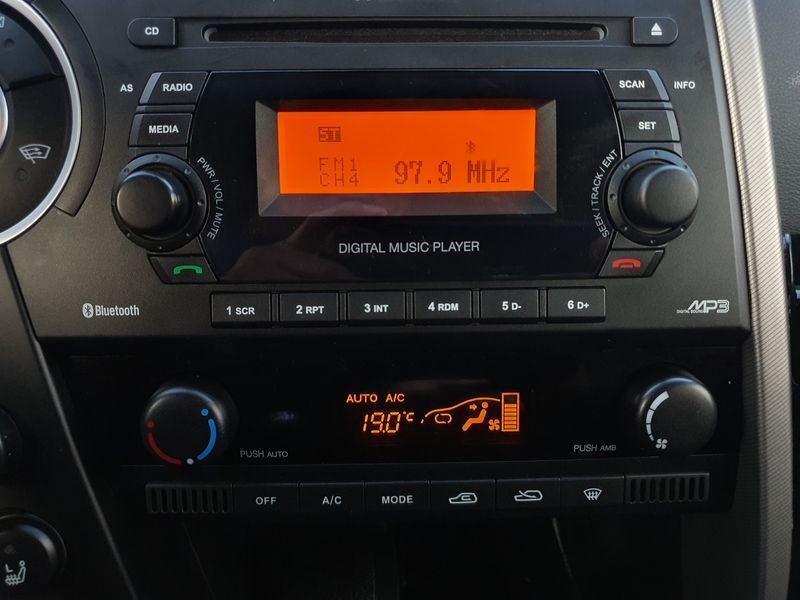 CD
AS
RADIO
SCAN
INFO
MEDIA
SET
ST
FM1
CH4
97.9 MHz
PWR / VOL / MUTE
SEEK / TRACK / ENT
DIGITAL MUSIC PLAYER
Bluetooth
1 SCR
2 RPT
3 INT
4 RDM
5 D-
6 D+
MP3
DIGITAL SOUND
AUTO A/C
19.0°C
PUSH AUTO
PUSH AMB
OFF
A/C
MODE